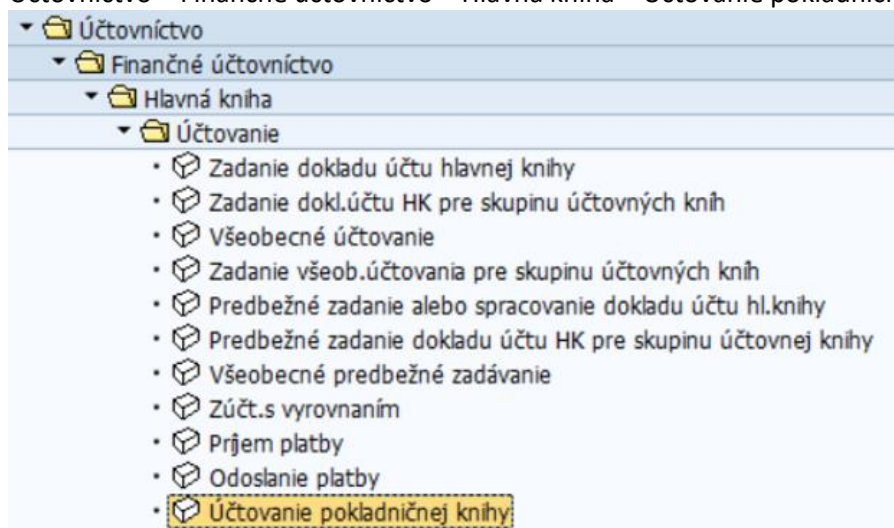 Účtovníctvo
Finančné účtovníctvo
Hlavná kniha
Účtovanie
Zadanie dokladu účtu hlavnej knihy
Zadanie dokl.účtu HK pre skupinu účtovných kníh
Všeobecné účtovanie
Zadanie všeob.účtovania pre skupinu účtovných kníh
Predbežné zadanie alebo spracovanie dokladu účtu hl.knihy
Predbežné zadanie dokladu účtu HK pre skupinu účtovnej knihy
Všeobecné predbežné zadávanie
Zúčt.s vyrovnaním
Príjem platby
Odoslanie platby
Účtovanie pokladničnej knihy